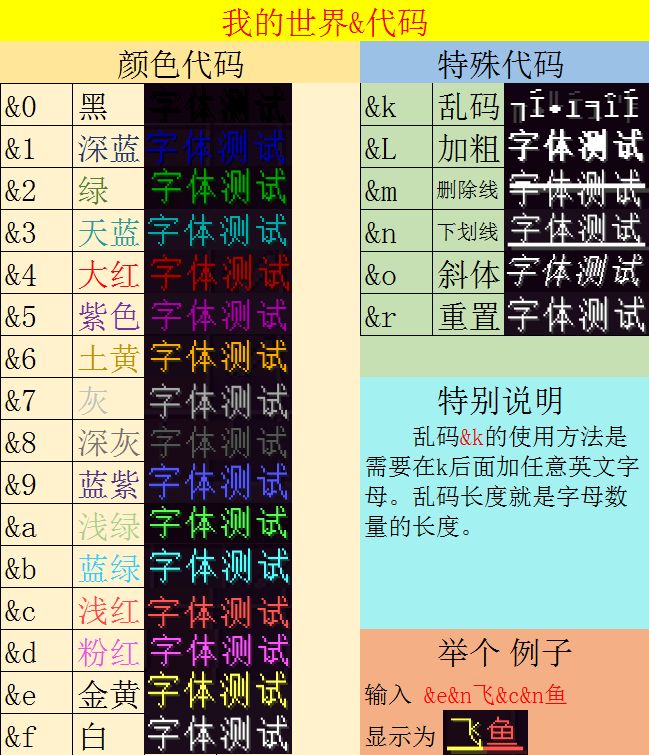 我的世界&代码
颜色代码
&0 黑 字体测试
&1 深蓝 字体测试
&2 绿 字体测试
&3 天蓝 字体测试
&4 大红 字体测试
&5 紫色 字体测试
&6 土黄 字体测试
&7 灰 字体测试
&8 深灰 字体测试
&9 蓝紫 字体测试
&a 浅绿 字体测试
&b 蓝绿 字体测试
&c 浅红 字体测试
&d 粉红 字体测试
&e 金黄 字体测试
&f 白 字体测试
特殊代码
&k 乱码
&L 加粗 字体测试
&m 删除线 字体测试
&n 下划线 字体测试
&o 斜体 字体测试
&r 重置 字体测试
特别说明
乱码&k的使用方法是
需要在k后面加任意英文字
母。乱码长度就是字母数
量的长度。
举个 例子
输入 &e&n飞&c&n鱼
显示为 飞鱼